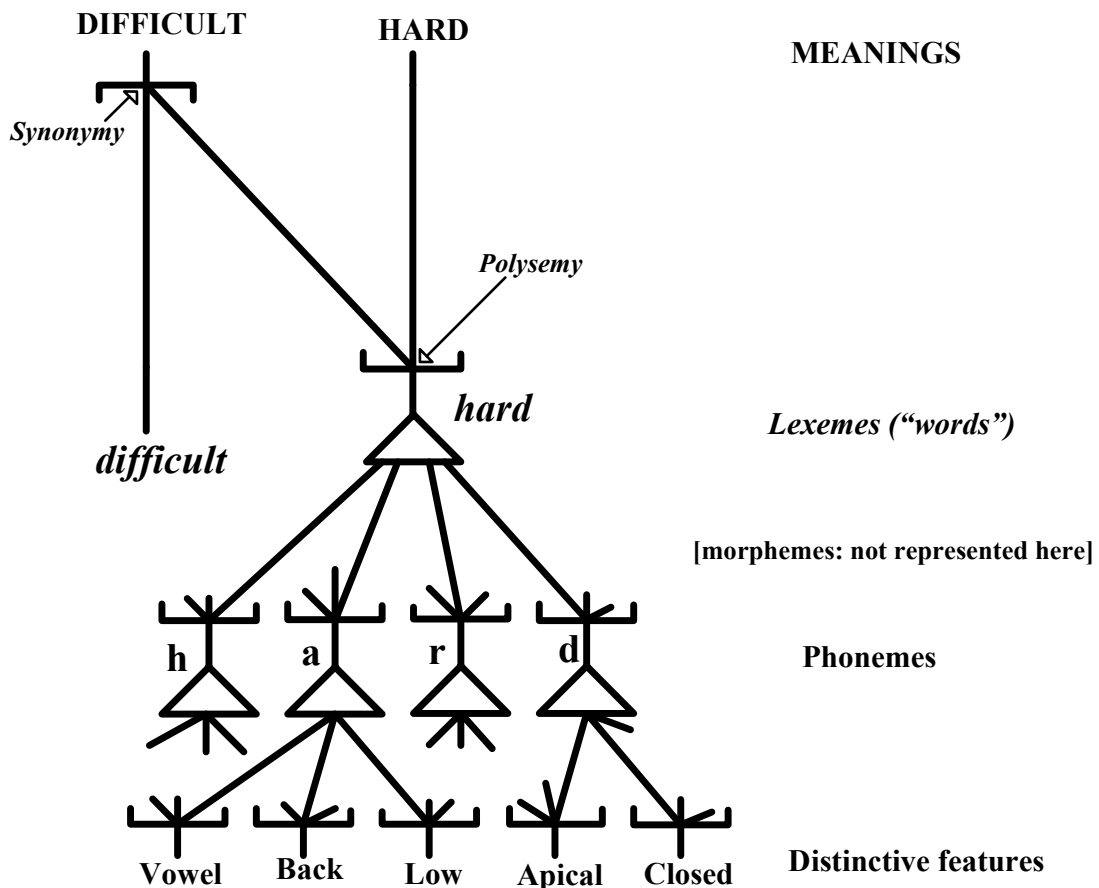 DIFFICULT HARD MEANINGS
Synonymy
Polysemy
hard Lexemes (“words”)
difficult
[morphemes: not represented here]
h a r d Phonemes
Vowel Back Low Apical Closed Distinctive features